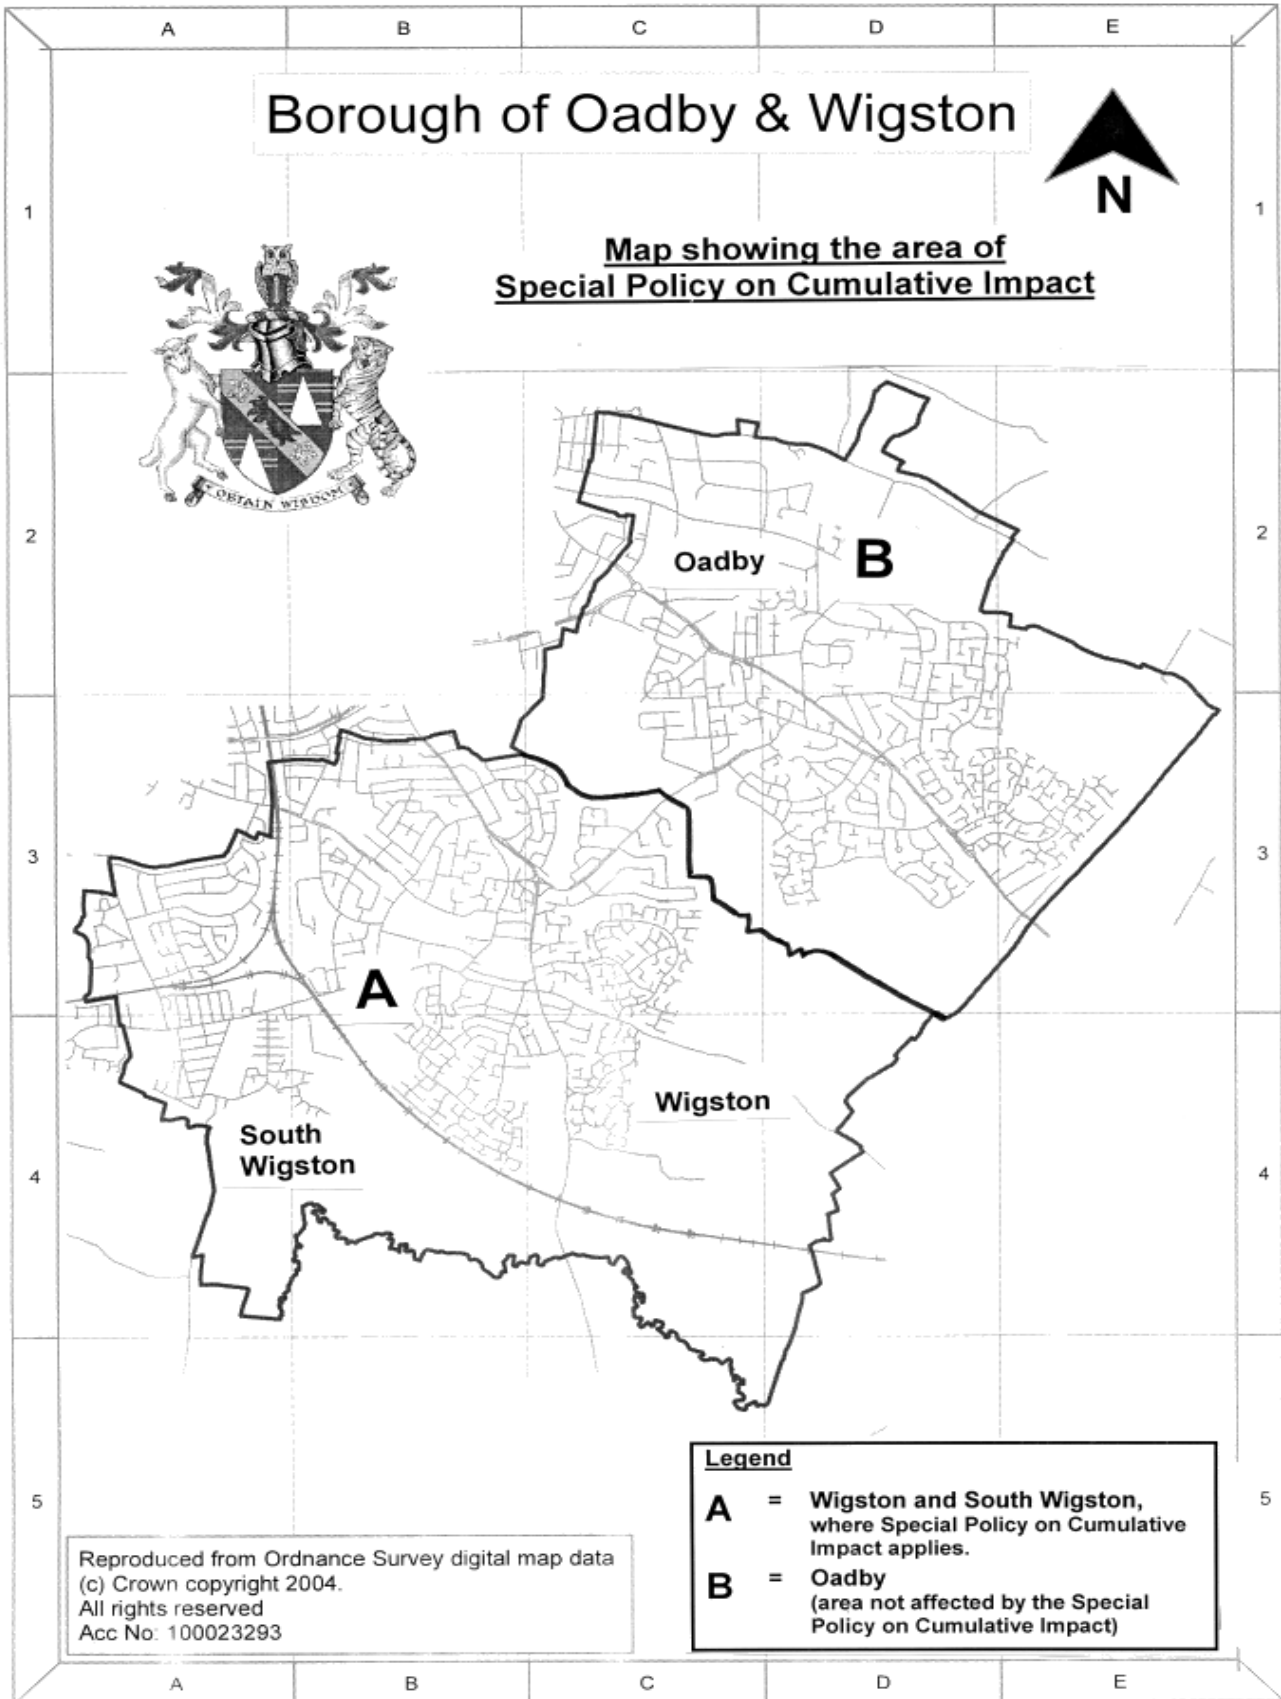 A B C D E
Borough of Oadby & Wigston
N
1 1
Map showing the area of
Special Policy on Cumulative Impact
OBTAIN WISDOM
2 2
Oadby
B
3 3
A
Wigston
South
Wigston
4 4
Legend
A = Wigston and South Wigston,
where Special Policy on Cumulative
Impact applies.
B = Oadby
(area not affected by the Special
Policy on Cumulative Impact)
5 5
Reproduced from Ordnance Survey digital map data
(c) Crown copyright 2004.
All rights reserved
Acc No: 100023293
A B C D E